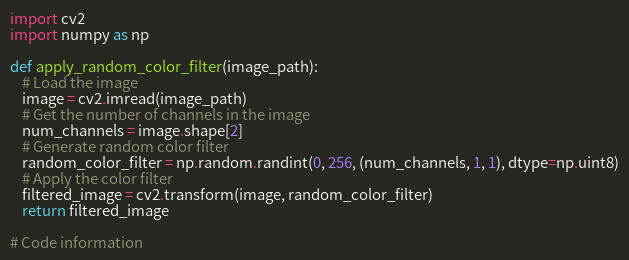 import cv2
import numpy as np

def apply_random_color_filter(image_path):
    # Load the image
    image = cv2.imread(image_path)
    # Get the number of channels in the image
    num_channels = image.shape[2]
    # Generate random color filter
    random_color_filter = np.random.randint(0, 256, (num_channels, 1, 1), dtype=np.uint8)
    # Apply the color filter
    filtered_image = cv2.transform(image, random_color_filter)
    return filtered_image

# Code information